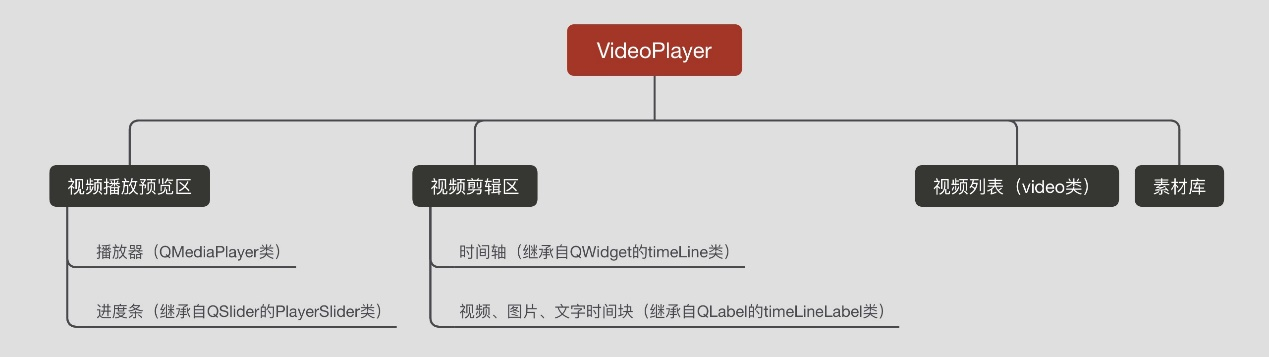 VideoPlayer
视频播放预览区
视频剪辑区
视频列表（video类）
素材库
播放器（QMediaPlayer类）
时间轴（继承自QWidget的timeLine类）
进度条（继承自QSlider的PlayerSlider类）
视频、图片、文字时间块（继承自QLabel的timeLineLabel类）